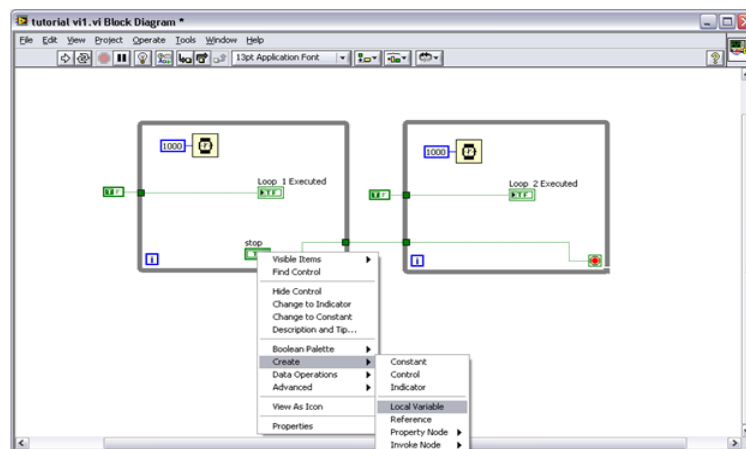 tutorial vi1.vi Block Diagram *
File Edit View Project Operate Tools Window Help
13pt Application Font
1000
1000
Loop 1 Executed
TF
Loop 2 Executed
TF
stop
i
i
Visible Items
Find Control
Hide Control
Change to Indicator
Change to Constant
Description and Tip...
Boolean Palette
Create
Data Operations
Advanced
View As Icon
Properties
Constant
Control
Indicator
Local Variable
Reference
Property Node
Invoke Node